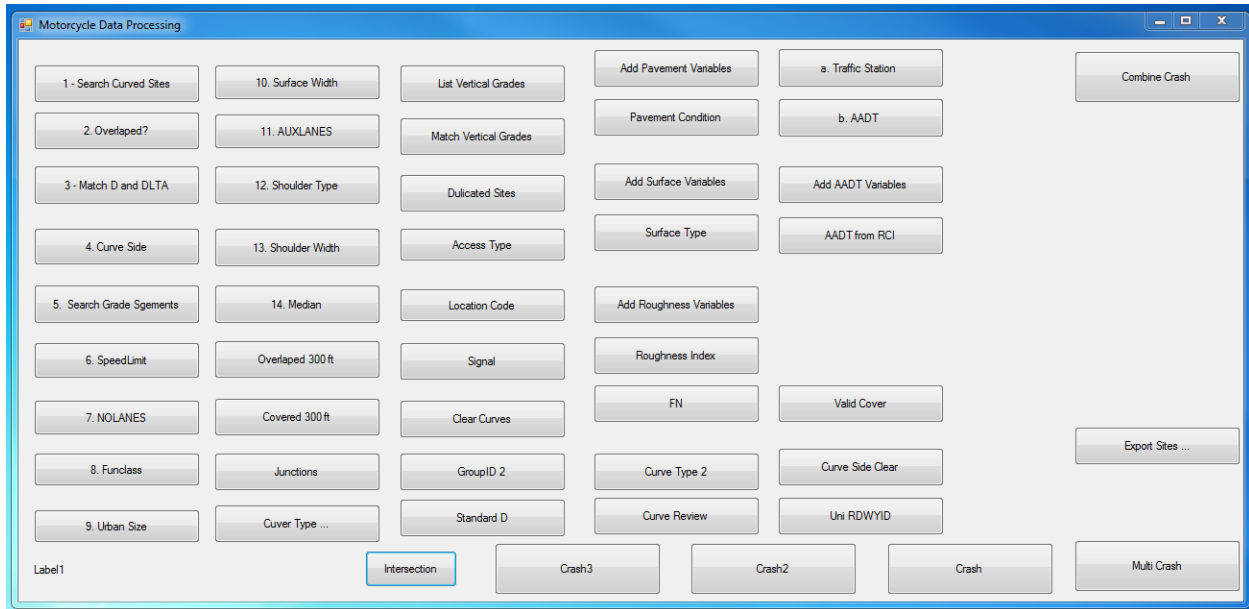 Motorcycle Data Processing
1 - Search Curved Sites
2. Overlaped?
3 - Match D and DLTA
4. Curve Side
5.  Search Grade Sgements
6. SpeedLimit
7. NOLANES
8. Funclass
9. Urban Size
10. Surface Width
11. AUXLANES
12. Shoulder Type
13. Shoulder Width
14. Median
Overlaped 300 ft
Covered 300 ft
Junctions
Cuver Type ...
List Vertical Grades
Match Vertical Grades
Dulicated Sites
Access Type
Location Code
Signal
Clear Curves
GroupID 2
Standard D
Add Pavement Variables
Pavement Condition
Add Surface Variables
Surface Type
Add Roughness Variables
Roughness Index
FN
Curve Type 2
Curve Review
a. Traffic Station
b. AADT
Add AADT Variables
AADT from RCI
Valid Cover
Curve Side Clear
Uni RDWYID
Combine Crash
Export Sites ...
Label1
Intersection
Crash3
Crash2
Crash
Multi Crash